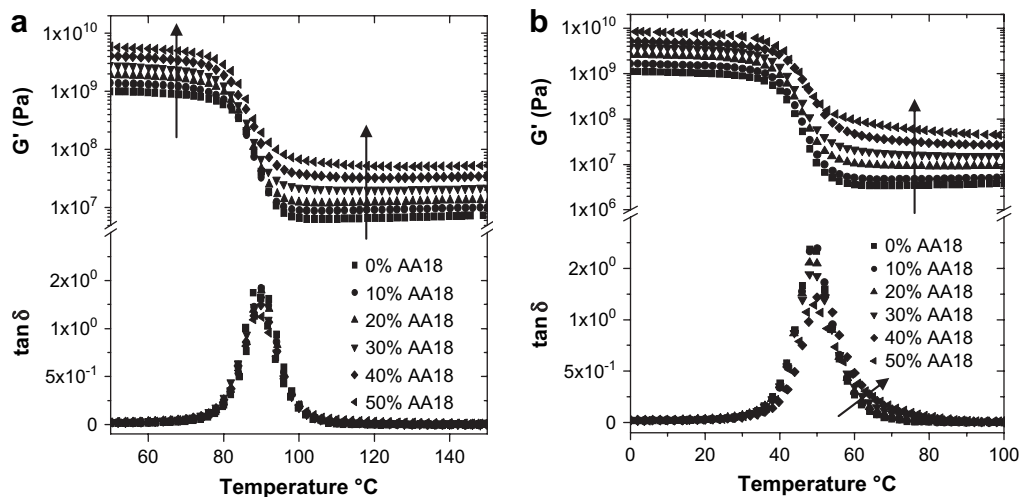 a
1x10¹⁰
1x10⁹
1x10⁸
1x10⁷
G' (Pa)
2x10⁰
1x10⁰
5x10⁻¹
0
tan δ
0% AA18
10% AA18
20% AA18
30% AA18
40% AA18
50% AA18
60 80 100 120 140
Temperature °C
b
1x10¹⁰
1x10⁹
1x10⁸
1x10⁷
1x10⁶
G' (Pa)
2x10⁰
1x10⁰
5x10⁻¹
0
tan δ
0% AA18
10% AA18
20% AA18
30% AA18
40% AA18
50% AA18
0 20 40 60 80 100
Temperature °C